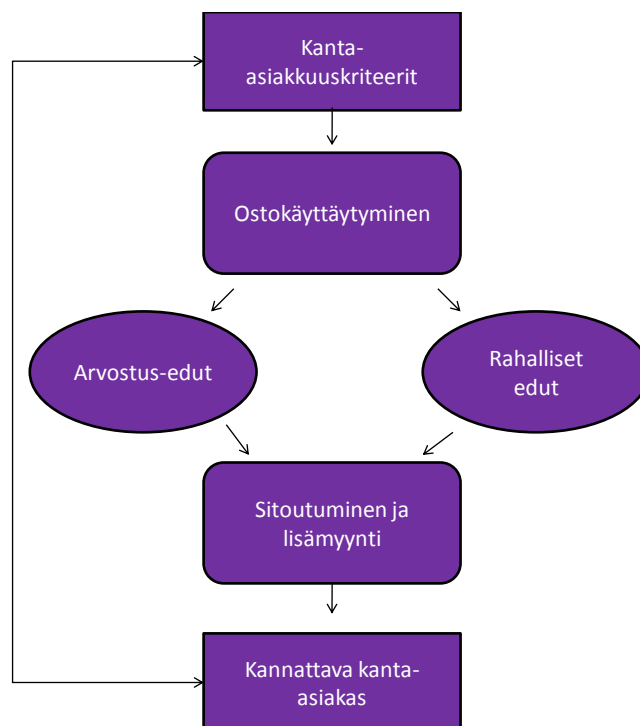 Kanta-
asiakkuuskriteerit
Ostokäyttäytyminen
Arvostus-edut
Rahalliset
edut
Sitoutuminen ja
lisämyynti
Kannattava kanta-
asiakas